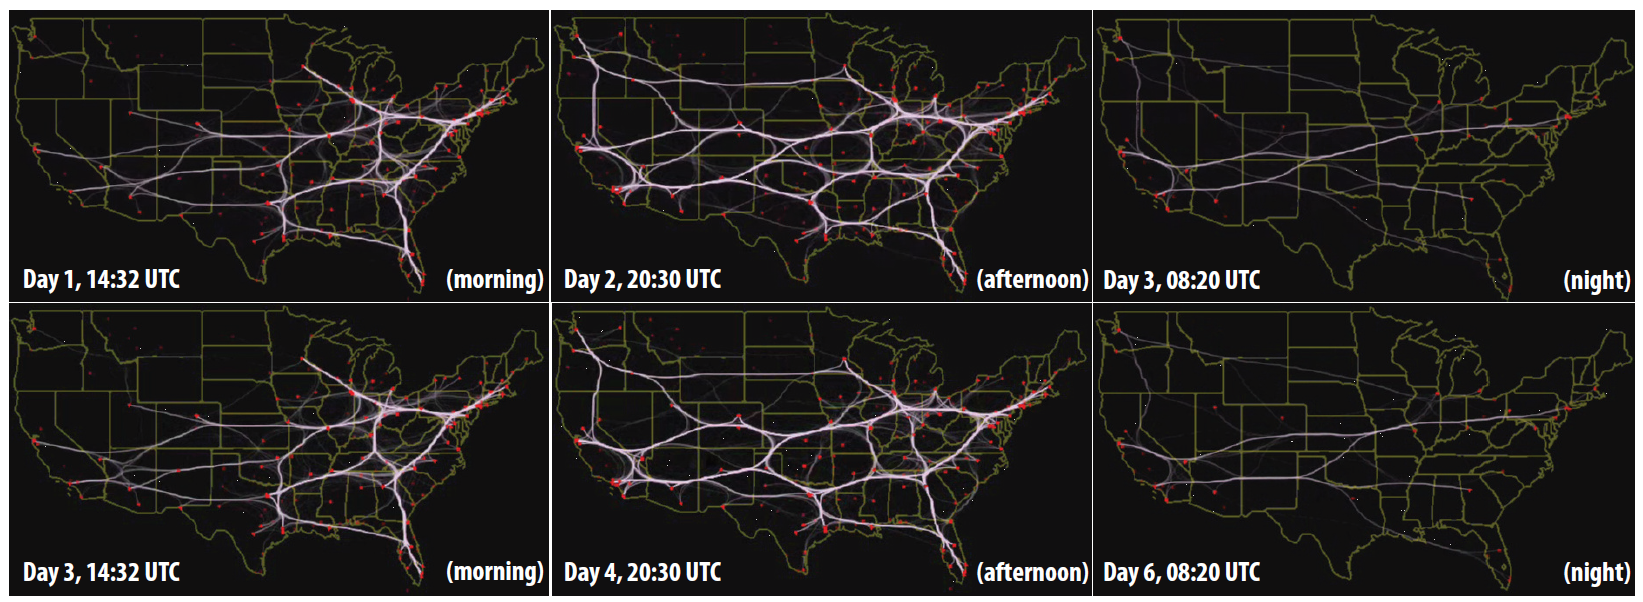 Day 1, 14:32 UTC (morning)
Day 2, 20:30 UTC (afternoon)
Day 3, 08:20 UTC (night)
Day 3, 14:32 UTC (morning)
Day 4, 20:30 UTC (afternoon)
Day 6, 08:20 UTC (night)